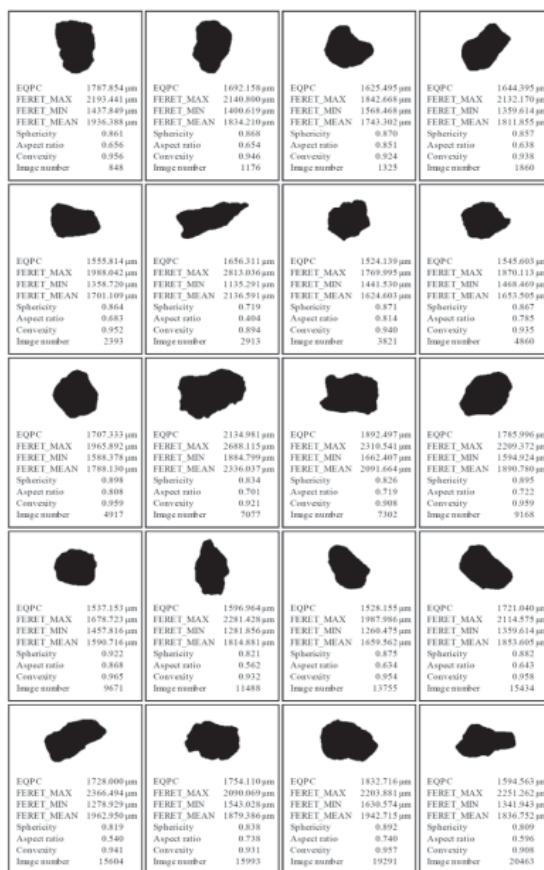 EQPC 1787.854 µm
FERET_MAX 2193.441 µm
FERET_MIN 1437.849 µm
FERET_MEAN 1936.388 µm
Sphericity 0.861
Aspect ratio 0.656
Convexity 0.956
Image number 848
EQPC 1692.158 µm
FERET_MAX 2140.800 µm
FERET_MIN 1400.619 µm
FERET_MEAN 1834.210 µm
Sphericity 0.868
Aspect ratio 0.654
Convexity 0.946
Image number 1176
EQPC 1625.495 µm
FERET_MAX 1842.668 µm
FERET_MIN 1568.468 µm
FERET_MEAN 1743.302 µm
Sphericity 0.870
Aspect ratio 0.851
Convexity 0.924
Image number 1325
EQPC 1644.395 µm
FERET_MAX 2132.170 µm
FERET_MIN 1359.614 µm
FERET_MEAN 1811.855 µm
Sphericity 0.857
Aspect ratio 0.638
Convexity 0.938
Image number 1860
EQPC 1555.814 µm
FERET_MAX 1988.042 µm
FERET_MIN 1358.720 µm
FERET_MEAN 1701.109 µm
Sphericity 0.864
Aspect ratio 0.683
Convexity 0.952
Image number 2393
EQPC 1656.311 µm
FERET_MAX 2813.036 µm
FERET_MIN 1135.291 µm
FERET_MEAN 2136.591 µm
Sphericity 0.719
Aspect ratio 0.404
Convexity 0.894
Image number 2913
EQPC 1524.139 µm
FERET_MAX 1769.995 µm
FERET_MIN 1441.530 µm
FERET_MEAN 1624.603 µm
Sphericity 0.871
Aspect ratio 0.814
Convexity 0.940
Image number 3821
EQPC 1545.603 µm
FERET_MAX 1870.113 µm
FERET_MIN 1468.469 µm
FERET_MEAN 1653.505 µm
Sphericity 0.867
Aspect ratio 0.785
Convexity 0.935
Image number 4860
EQPC 1707.333 µm
FERET_MAX 1965.892 µm
FERET_MIN 1588.378 µm
FERET_MEAN 1788.130 µm
Sphericity 0.898
Aspect ratio 0.808
Convexity 0.959
Image number 4917
EQPC 2134.981 µm
FERET_MAX 2688.115 µm
FERET_MIN 1884.799 µm
FERET_MEAN 2336.037 µm
Sphericity 0.834
Aspect ratio 0.701
Convexity 0.921
Image number 7077
EQPC 1892.497 µm
FERET_MAX 2310.541 µm
FERET_MIN 1662.407 µm
FERET_MEAN 2091.664 µm
Sphericity 0.826
Aspect ratio 0.719
Convexity 0.908
Image number 7302
EQPC 1785.996 µm
FERET_MAX 2209.372 µm
FERET_MIN 1594.924 µm
FERET_MEAN 1890.780 µm
Sphericity 0.895
Aspect ratio 0.722
Convexity 0.959
Image number 9168
EQPC 1537.153 µm
FERET_MAX 1678.723 µm
FERET_MIN 1457.816 µm
FERET_MEAN 1590.716 µm
Sphericity 0.922
Aspect ratio 0.868
Convexity 0.965
Image number 9671
EQPC 1596.964 µm
FERET_MAX 2281.428 µm
FERET_MIN 1281.856 µm
FERET_MEAN 1814.881 µm
Sphericity 0.821
Aspect ratio 0.562
Convexity 0.932
Image number 11488
EQPC 1528.155 µm
FERET_MAX 1987.986 µm
FERET_MIN 1260.475 µm
FERET_MEAN 1659.562 µm
Sphericity 0.875
Aspect ratio 0.634
Convexity 0.954
Image number 13755
EQPC 1721.040 µm
FERET_MAX 2114.575 µm
FERET_MIN 1359.614 µm
FERET_MEAN 1853.605 µm
Sphericity 0.882
Aspect ratio 0.643
Convexity 0.958
Image number 15434
EQPC 1728.000 µm
FERET_MAX 2366.494 µm
FERET_MIN 1278.929 µm
FERET_MEAN 1962.950 µm
Sphericity 0.819
Aspect ratio 0.540
Convexity 0.941
Image number 15604
EQPC 1754.110 µm
FERET_MAX 2090.069 µm
FERET_MIN 1543.028 µm
FERET_MEAN 1879.386 µm
Sphericity 0.838
Aspect ratio 0.738
Convexity 0.931
Image number 15993
EQPC 1832.716 µm
FERET_MAX 2203.881 µm
FERET_MIN 1630.574 µm
FERET_MEAN 1942.715 µm
Sphericity 0.892
Aspect ratio 0.740
Convexity 0.957
Image number 19291
EQPC 1594.563 µm
FERET_MAX 2251.262 µm
FERET_MIN 1341.943 µm
FERET_MEAN 1836.752 µm
Sphericity 0.809
Aspect ratio 0.596
Convexity 0.908
Image number 20463